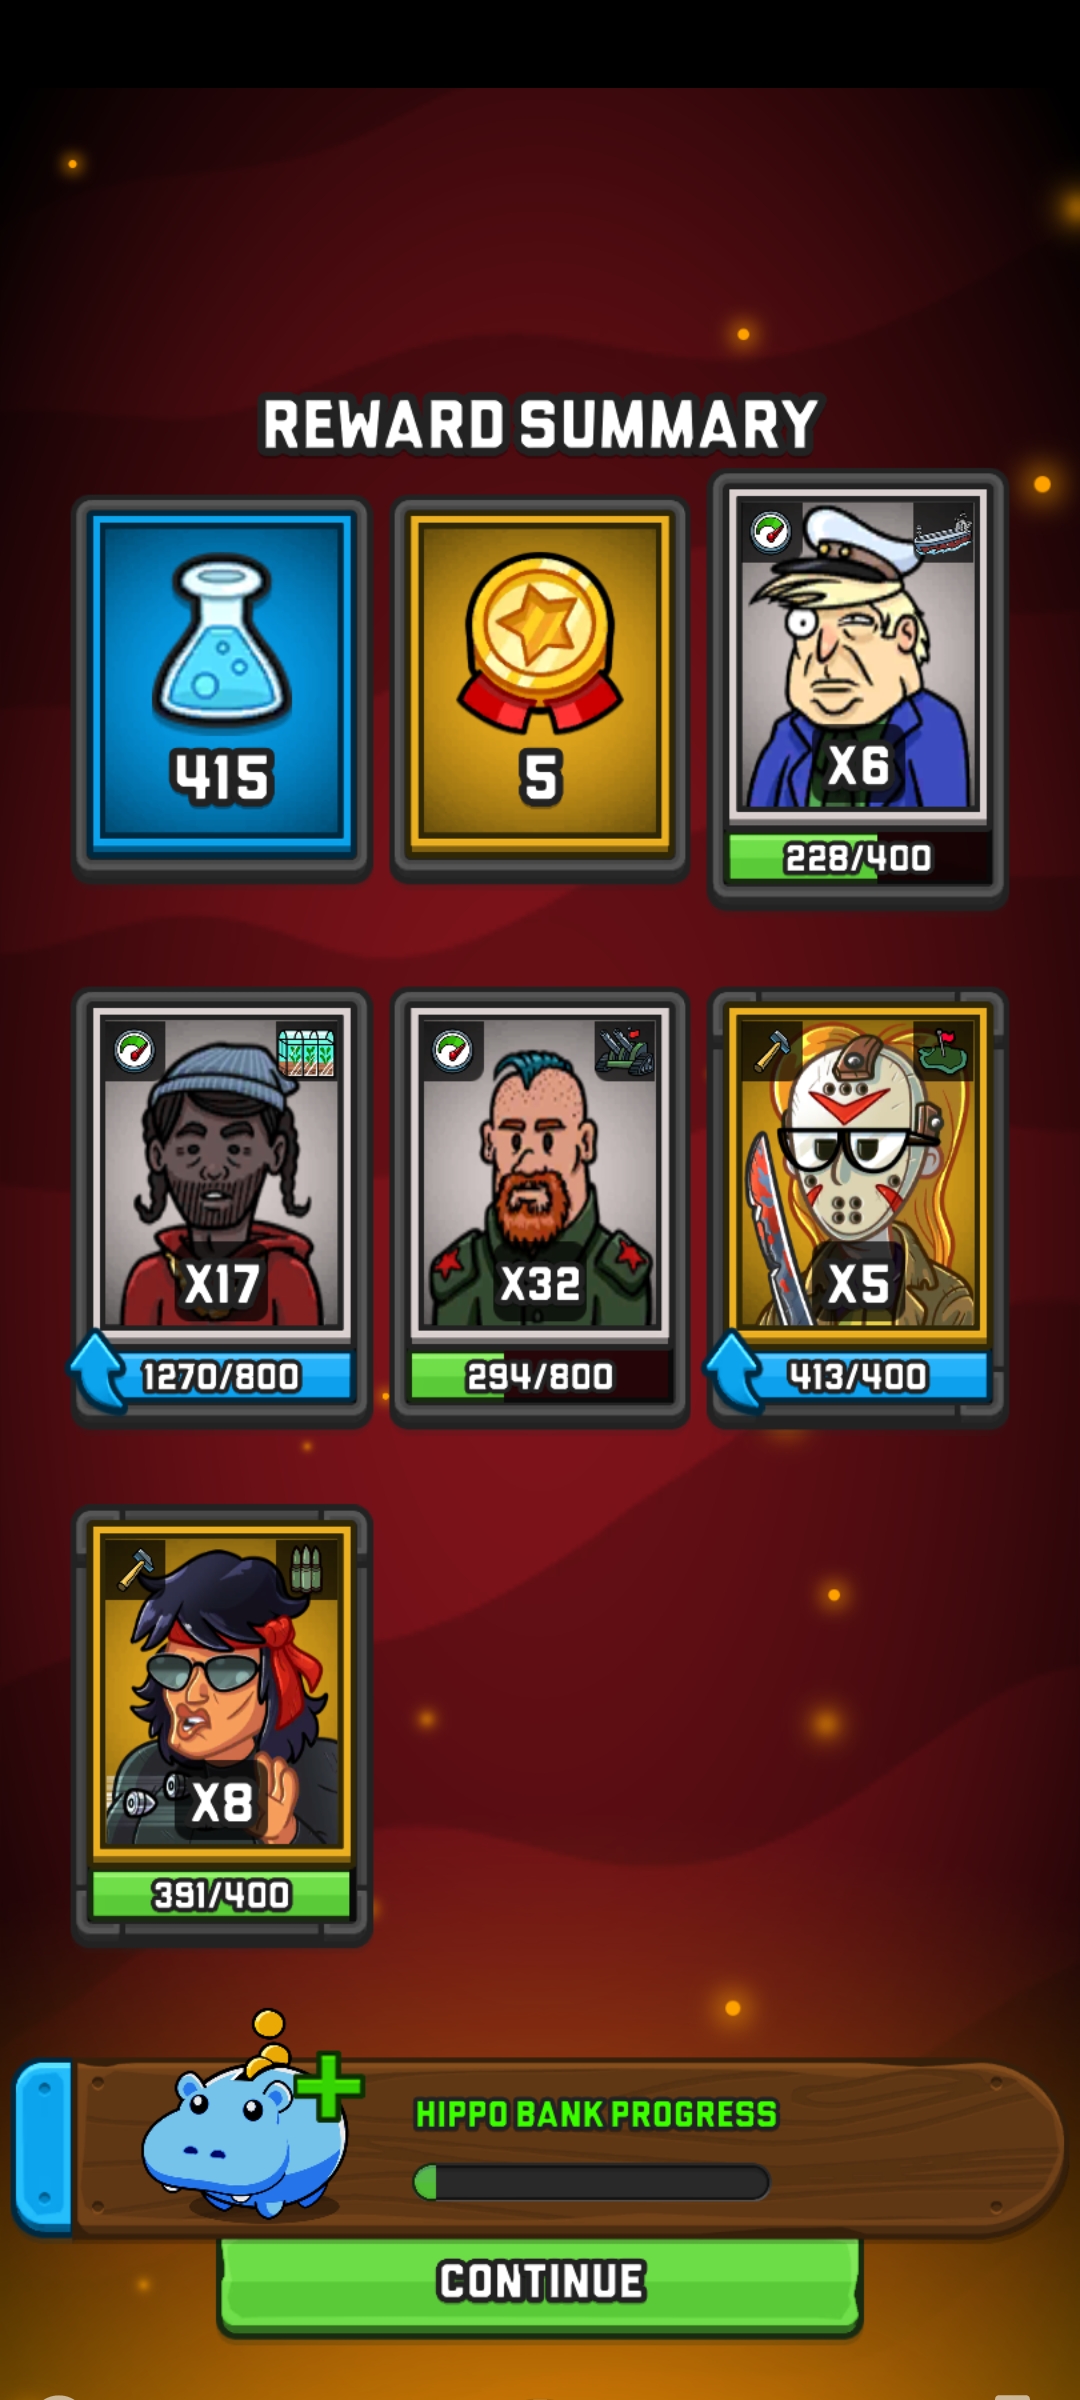 REWARD SUMMARY
415
5
X6
228/400
X17
1270/800
X32
294/800
X5
413/400
X8
391/400
HIPPO BANK PROGRESS
CONTINUE